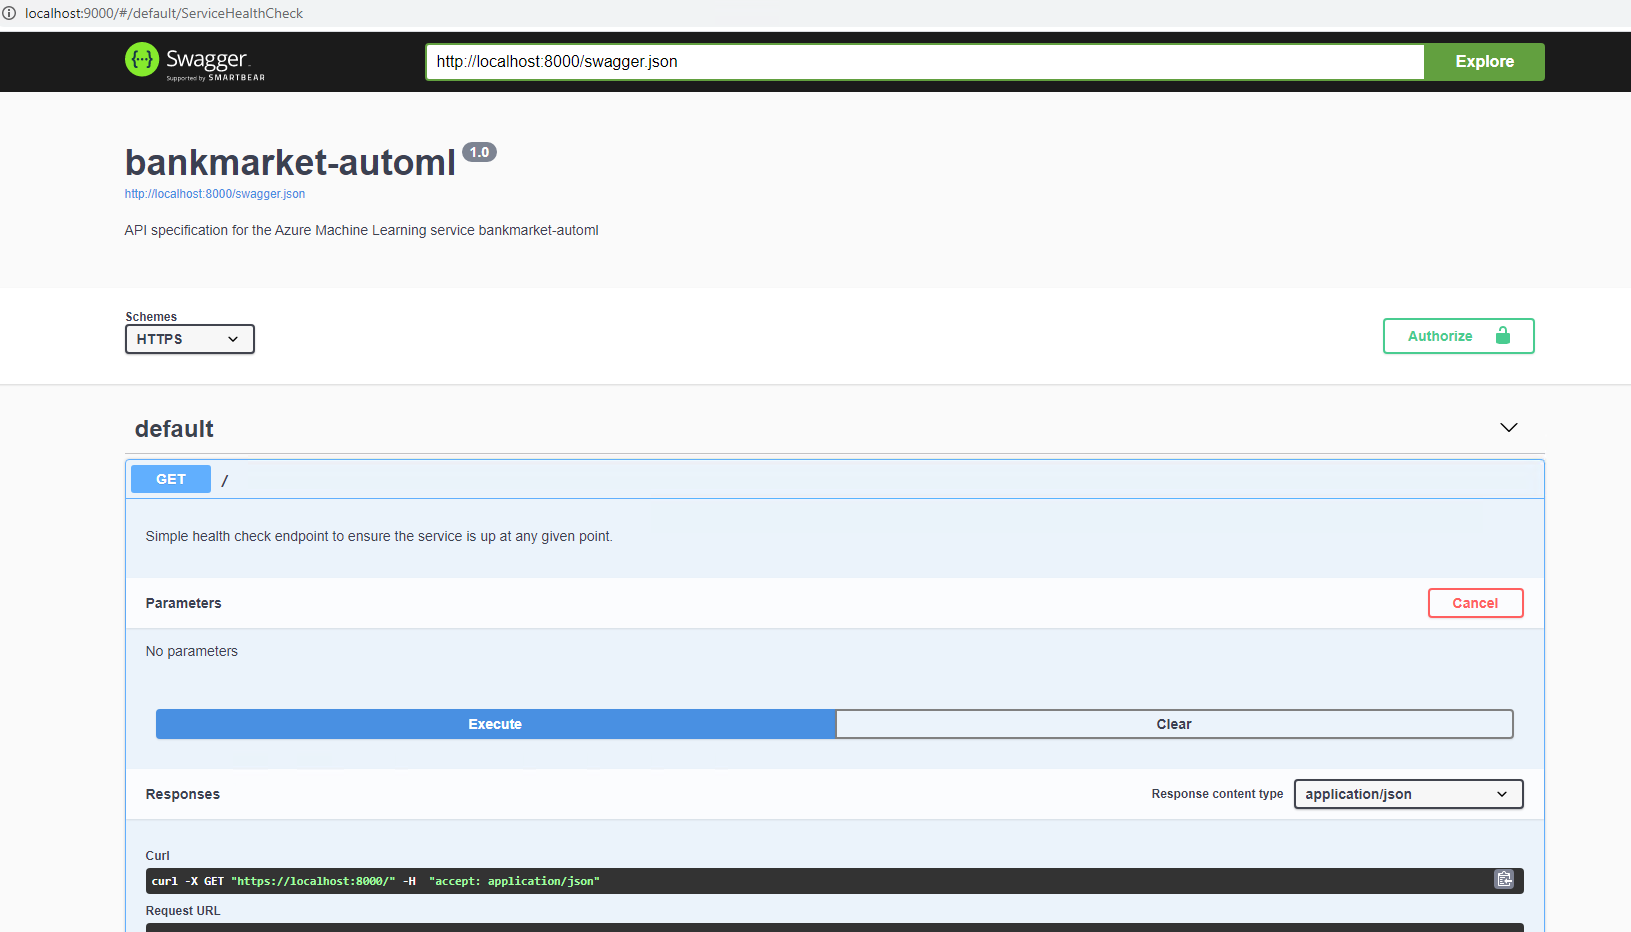 localhost:9000/#/default/ServiceHealthCheck
Swagger
Supported by SMARTBEAR
http://localhost:8000/swagger.json
Explore
bankmarket-automl 1.0
http://localhost:8000/swagger.json
API specification for the Azure Machine Learning service bankmarket-automl
Schemes
HTTPS
Authorize
default
GET /
Simple health check endpoint to ensure the service is up at any given point.
Parameters
Cancel
No parameters
Execute
Clear
Responses
Response content type
application/json
Curl
curl -X GET "https://localhost:8000/" -H  "accept: application/json"
Request URL